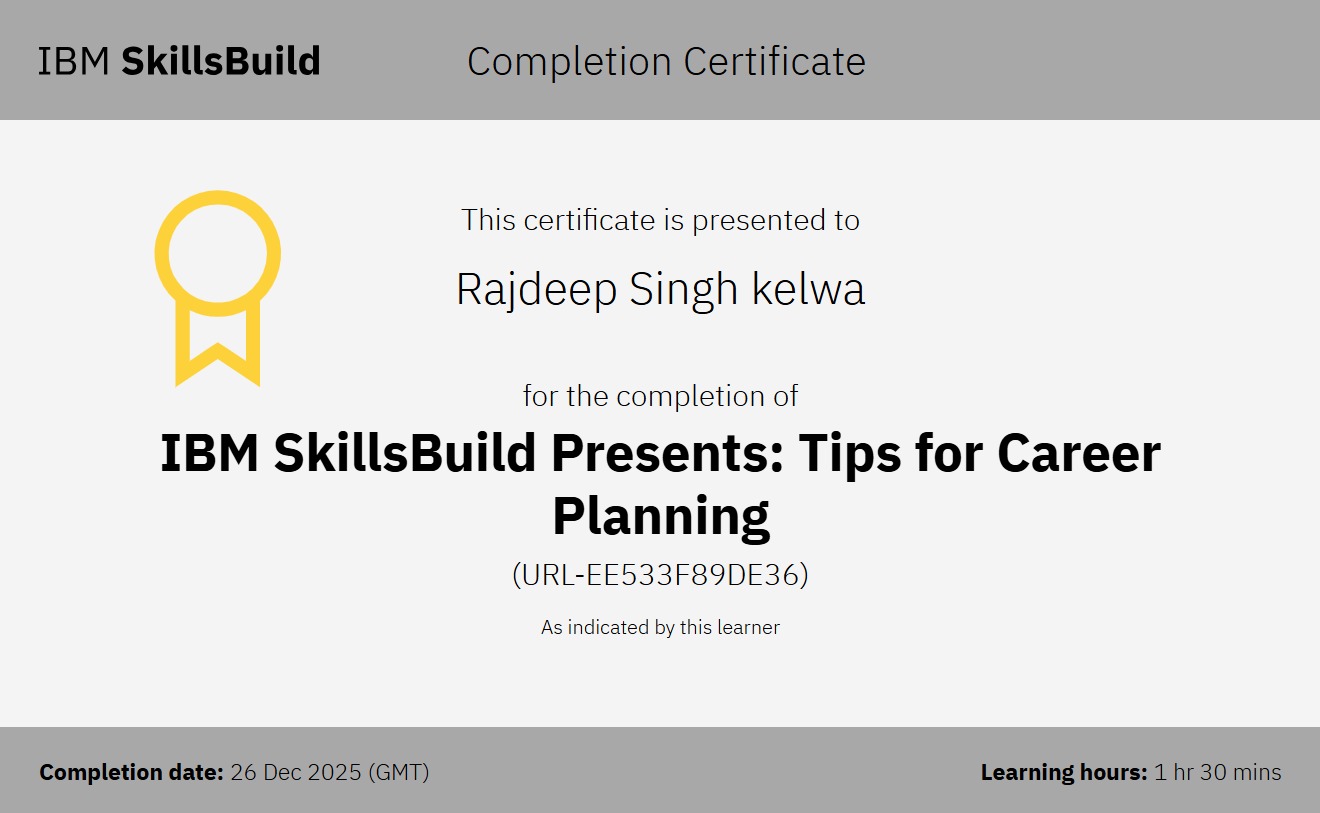 IBM SkillsBuild
Completion Certificate
This certificate is presented to
Rajdeep Singh kelwa
for the completion of
IBM SkillsBuild Presents: Tips for Career
Planning
(URL-EE533F89DE36)
As indicated by this learner
Completion date: 26 Dec 2025 (GMT)
Learning hours: 1 hr 30 mins